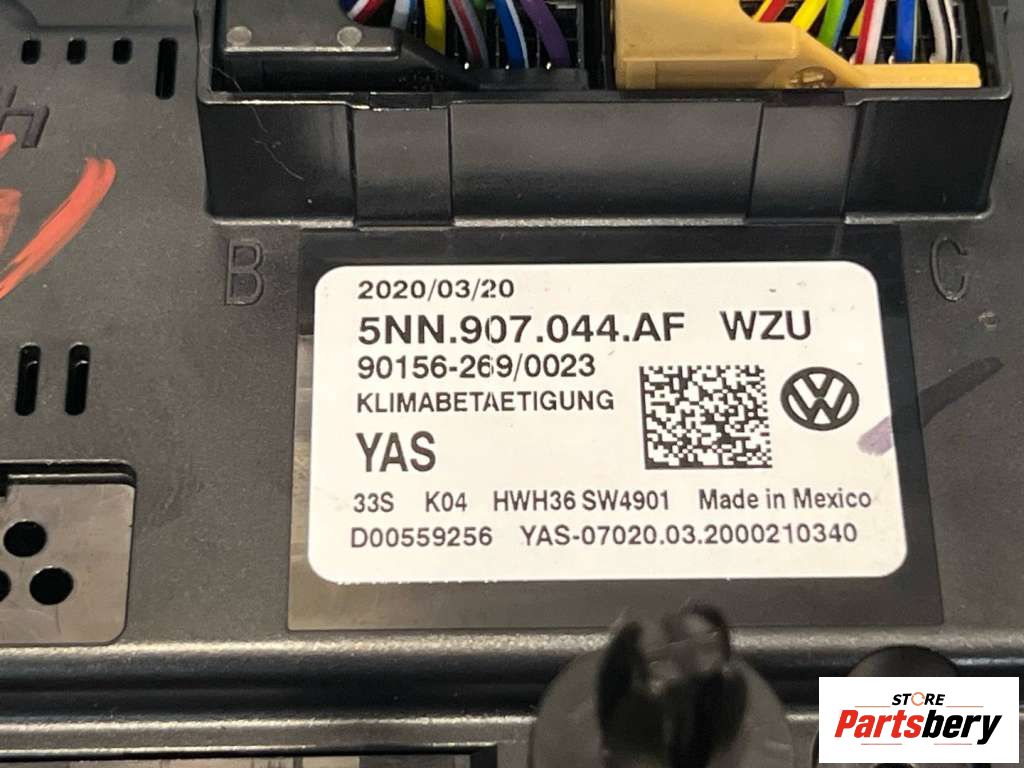 B
C
2020/03/20
5NN.907.044.AF WZU
90156-269/0023
KLIMABETAETIGUNG
YAS
33S K04 HWH36 SW4901 Made in Mexico
D00559256 YAS-07020.03.2000210340
STORE
Partsbery